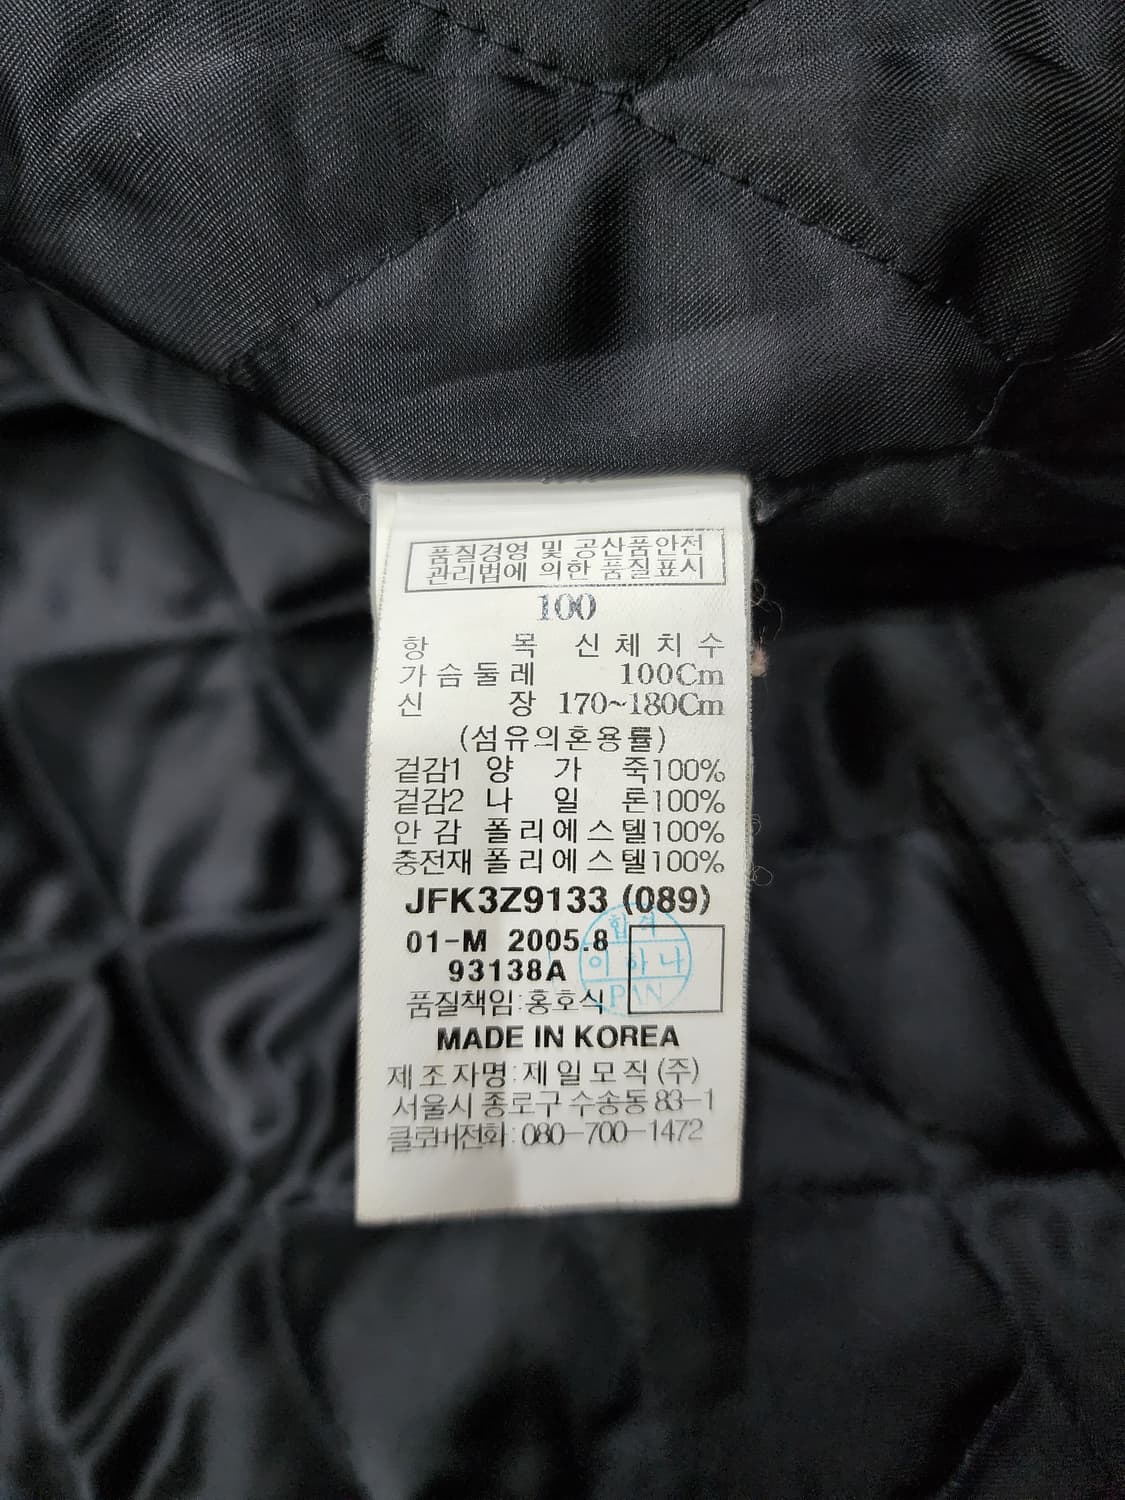 품질경영 및 공산품안전
관리법에 의한 품질표시
100
항 목 신체치수
가슴둘레 100Cm
신 장 170~180Cm
(섬유의혼용률)
겉감1 양 가 죽100%
겉감2 나 일 론100%
안 감 폴리에스텔100%
충전재 폴리에스텔100%
JFK3Z9133 (089)
01-M 2005.8
93138A
합격
이하나
PAN
품질책임:홍호식
MADE IN KOREA
제조자명:제일모직(주)
서울시 종로구 수송동 83-1
클로버전화:080-700-1472